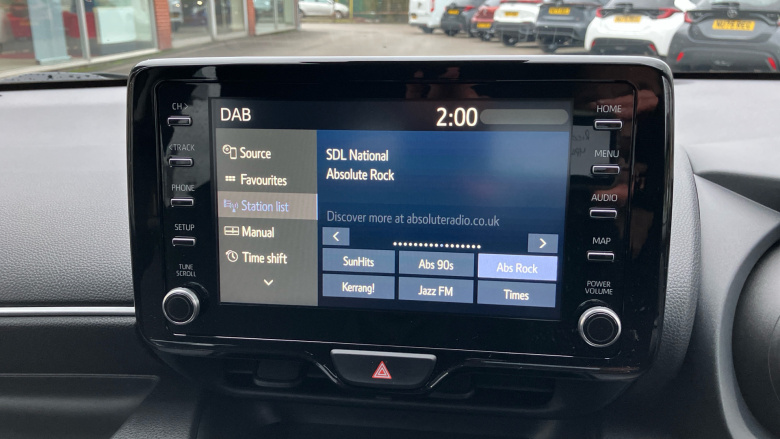 DAB
2:00
CH >
< TRACK
PHONE
SETUP
TUNE
SCROLL
Source
Favourites
Station list
Manual
Time shift
SDL National
Absolute Rock
Discover more at absoluteradio.co.uk
<
>
SunHits
Abs 90s
Abs Rock
Kerrang!
Jazz FM
Times
HOME
MENU
AUDIO
MAP
POWER
VOLUME